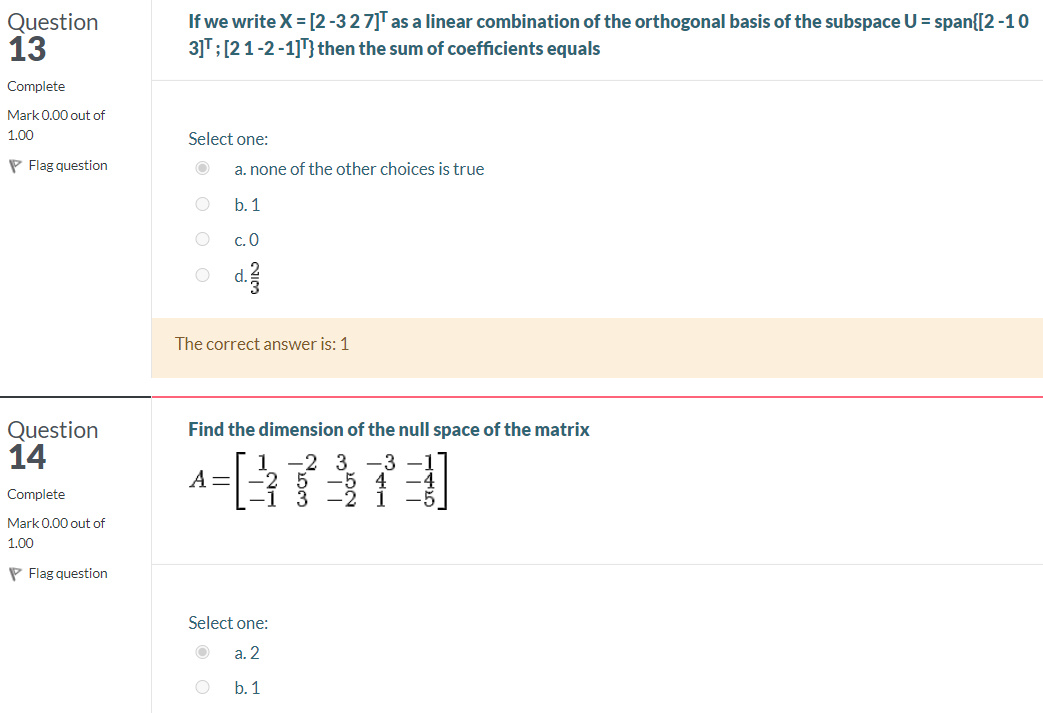 Question
13
Complete
Mark 0.00 out of
1.00
Flag question
If we write X = [2 -3 2 7]ᵀ as a linear combination of the orthogonal basis of the subspace U = span{[2 -1 0
3]ᵀ ; [2 1 -2 -1]ᵀ} then the sum of coefficients equals
Select one:
a. none of the other choices is true
b. 1
c. 0
d. 2/3
The correct answer is: 1
Question
14
Complete
Mark 0.00 out of
1.00
Flag question
Find the dimension of the null space of the matrix
A = [1 −2 3 −3 −1
−2 5 −5 4 −4
−1 3 −2 1 −5]
Select one:
a. 2
b. 1